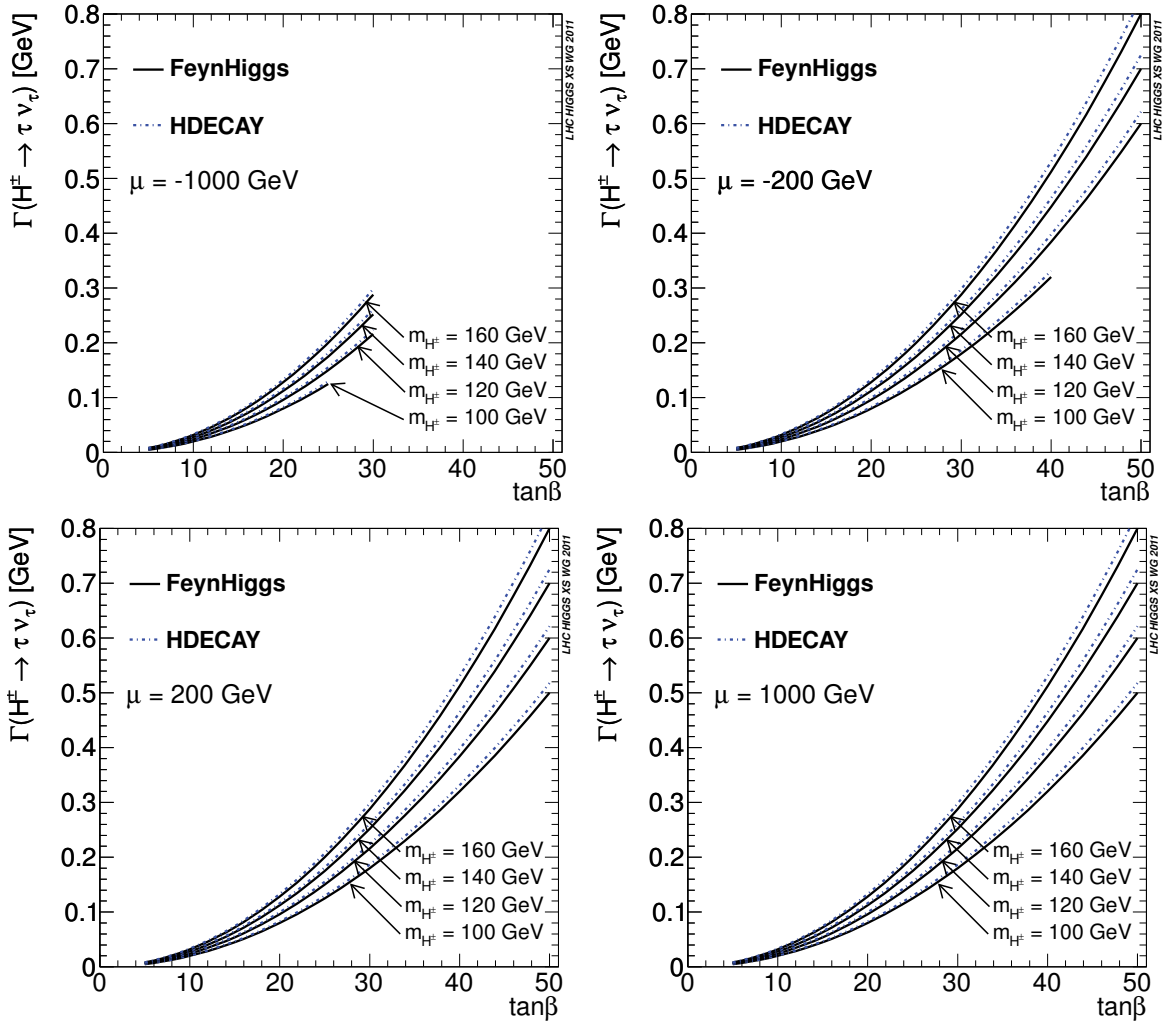 Γ(H± → τ ντ) [GeV]
0.8
0.7
0.6
0.5
0.4
0.3
0.2
0.1
0
FeynHiggs
HDECAY
μ = -1000 GeV
mH± = 160 GeV
mH± = 140 GeV
mH± = 120 GeV
mH± = 100 GeV
0 10 20 30 40 50
tanβ
LHC HIGGS XS WG 2011
Γ(H± → τ ντ) [GeV]
0.8
0.7
0.6
0.5
0.4
0.3
0.2
0.1
0
FeynHiggs
HDECAY
μ = -200 GeV
mH± = 160 GeV
mH± = 140 GeV
mH± = 120 GeV
mH± = 100 GeV
0 10 20 30 40 50
tanβ
LHC HIGGS XS WG 2011
Γ(H± → τ ντ) [GeV]
0.8
0.7
0.6
0.5
0.4
0.3
0.2
0.1
0
FeynHiggs
HDECAY
μ = 200 GeV
mH± = 160 GeV
mH± = 140 GeV
mH± = 120 GeV
mH± = 100 GeV
0 10 20 30 40 50
tanβ
LHC HIGGS XS WG 2011
Γ(H± → τ ντ) [GeV]
0.8
0.7
0.6
0.5
0.4
0.3
0.2
0.1
0
FeynHiggs
HDECAY
μ = 1000 GeV
mH± = 160 GeV
mH± = 140 GeV
mH± = 120 GeV
mH± = 100 GeV
0 10 20 30 40 50
tanβ
LHC HIGGS XS WG 2011